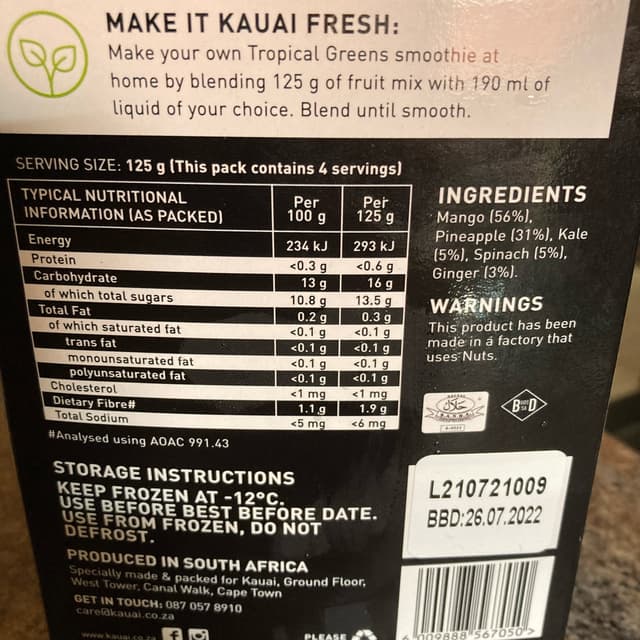 MAKE IT KAUAI FRESH:
Make your own Tropical Greens smoothie at
home by blending 125 g of fruit mix with 190 ml of
liquid of your choice. Blend until smooth.
SERVING SIZE: 125 g (This pack contains 4 servings)
TYPICAL NUTRITIONAL INFORMATION (AS PACKED) Per 100 g Per 125 g
Energy 234 kJ 293 kJ
Protein <0.3 g <0.6 g
Carbohydrate 13 g 16 g
of which total sugars 10.8 g 13.5 g
Total Fat 0.2 g 0.3 g
of which saturated fat <0.1 g <0.1 g
trans fat <0.1 g <0.1 g
monounsaturated fat <0.1 g <0.1 g
polyunsaturated fat <0.1 g <0.1 g
Cholesterol <1 mg <1 mg
Dietary Fibre# 1.1 g 1.9 g
Total Sodium <5 mg <6 mg
#Analysed using AOAC 991.43
INGREDIENTS
Mango (56%),
Pineapple (31%), Kale
(5%), Spinach (5%),
Ginger (3%).
WARNINGS
This product has been
made in a factory that
uses Nuts.
STORAGE INSTRUCTIONS
KEEP FROZEN AT -12°C.
USE BEFORE BEST BEFORE DATE.
USE FROM FROZEN, DO NOT
DEFROST.
L210721009
BBD:26.07.2022
PRODUCED IN SOUTH AFRICA
Specially made & packed for Kauai, Ground Floor,
West Tower, Canal Walk, Cape Town
GET IN TOUCH: 087 057 8910
care@kauai.co.za
www.kauai.co.za
PLEASE
6 009888 567050 >